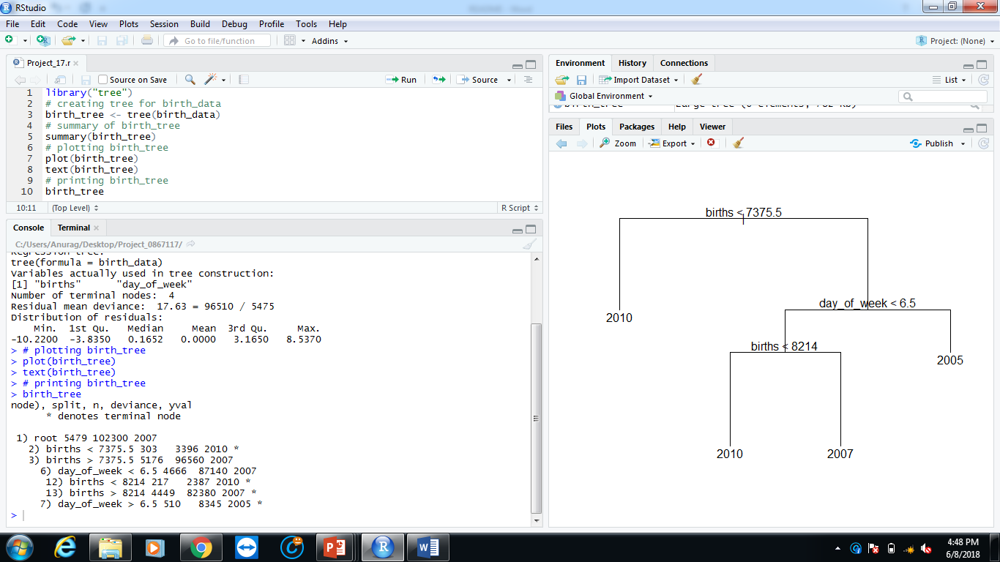 RStudio
File Edit Code View Plots Session Build Debug Profile Tools Help
Go to file/function
Addins
Project: (None)
Project_17.r
Source on Save
Run
Source
1 library("tree")
2 # creating tree for birth_data
3 birth_tree <- tree(birth_data)
4 # summary of birth_tree
5 summary(birth_tree)
6 # plotting birth_tree
7 plot(birth_tree)
8 text(birth_tree)
9 # printing birth_tree
10 birth_tree
10:11 (Top Level) R Script
Console Terminal
C:/Users/Anurag/Desktop/Project_0867117/
Regression tree:
tree(formula = birth_data)
Variables actually used in tree construction:
[1] "births"      "day_of_week"
Number of terminal nodes:  4
Residual mean deviance:  17.63 = 96510 / 5475
Distribution of residuals:
    Min.  1st Qu.   Median     Mean  3rd Qu.     Max.
-10.2200  -3.8350   0.1652   0.0000   3.1650   8.5370
> # plotting birth_tree
> plot(birth_tree)
> text(birth_tree)
> # printing birth_tree
> birth_tree
node), split, n, deviance, yval
      * denotes terminal node
1) root 5479 102300 2007
2) births < 7375.5 303   3396 2010 *
3) births > 7375.5 5176  96560 2007
6) day_of_week < 6.5 4666  87140 2007
12) births < 8214 217   2387 2010 *
13) births > 8214 4449  82380 2007 *
7) day_of_week > 6.5 510   8345 2005 *
>
Environment History Connections
Import Dataset
List
Global Environment
birth_tree Large tree (6 elements, 762 Kb)
Files Plots Packages Help Viewer
Zoom Export Publish
births < 7375.5
day_of_week < 6.5
2010
births < 8214
2005
2010 2007
4:48 PM
6/8/2018